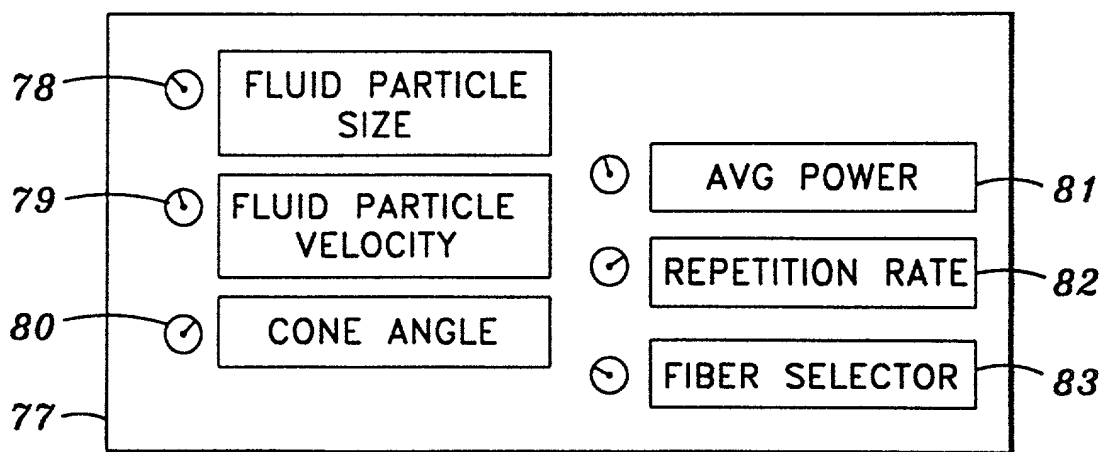 78
FLUID PARTICLE
SIZE
79
FLUID PARTICLE
VELOCITY
80
CONE ANGLE
77
AVG POWER
81
REPETITION RATE
82
FIBER SELECTOR
83